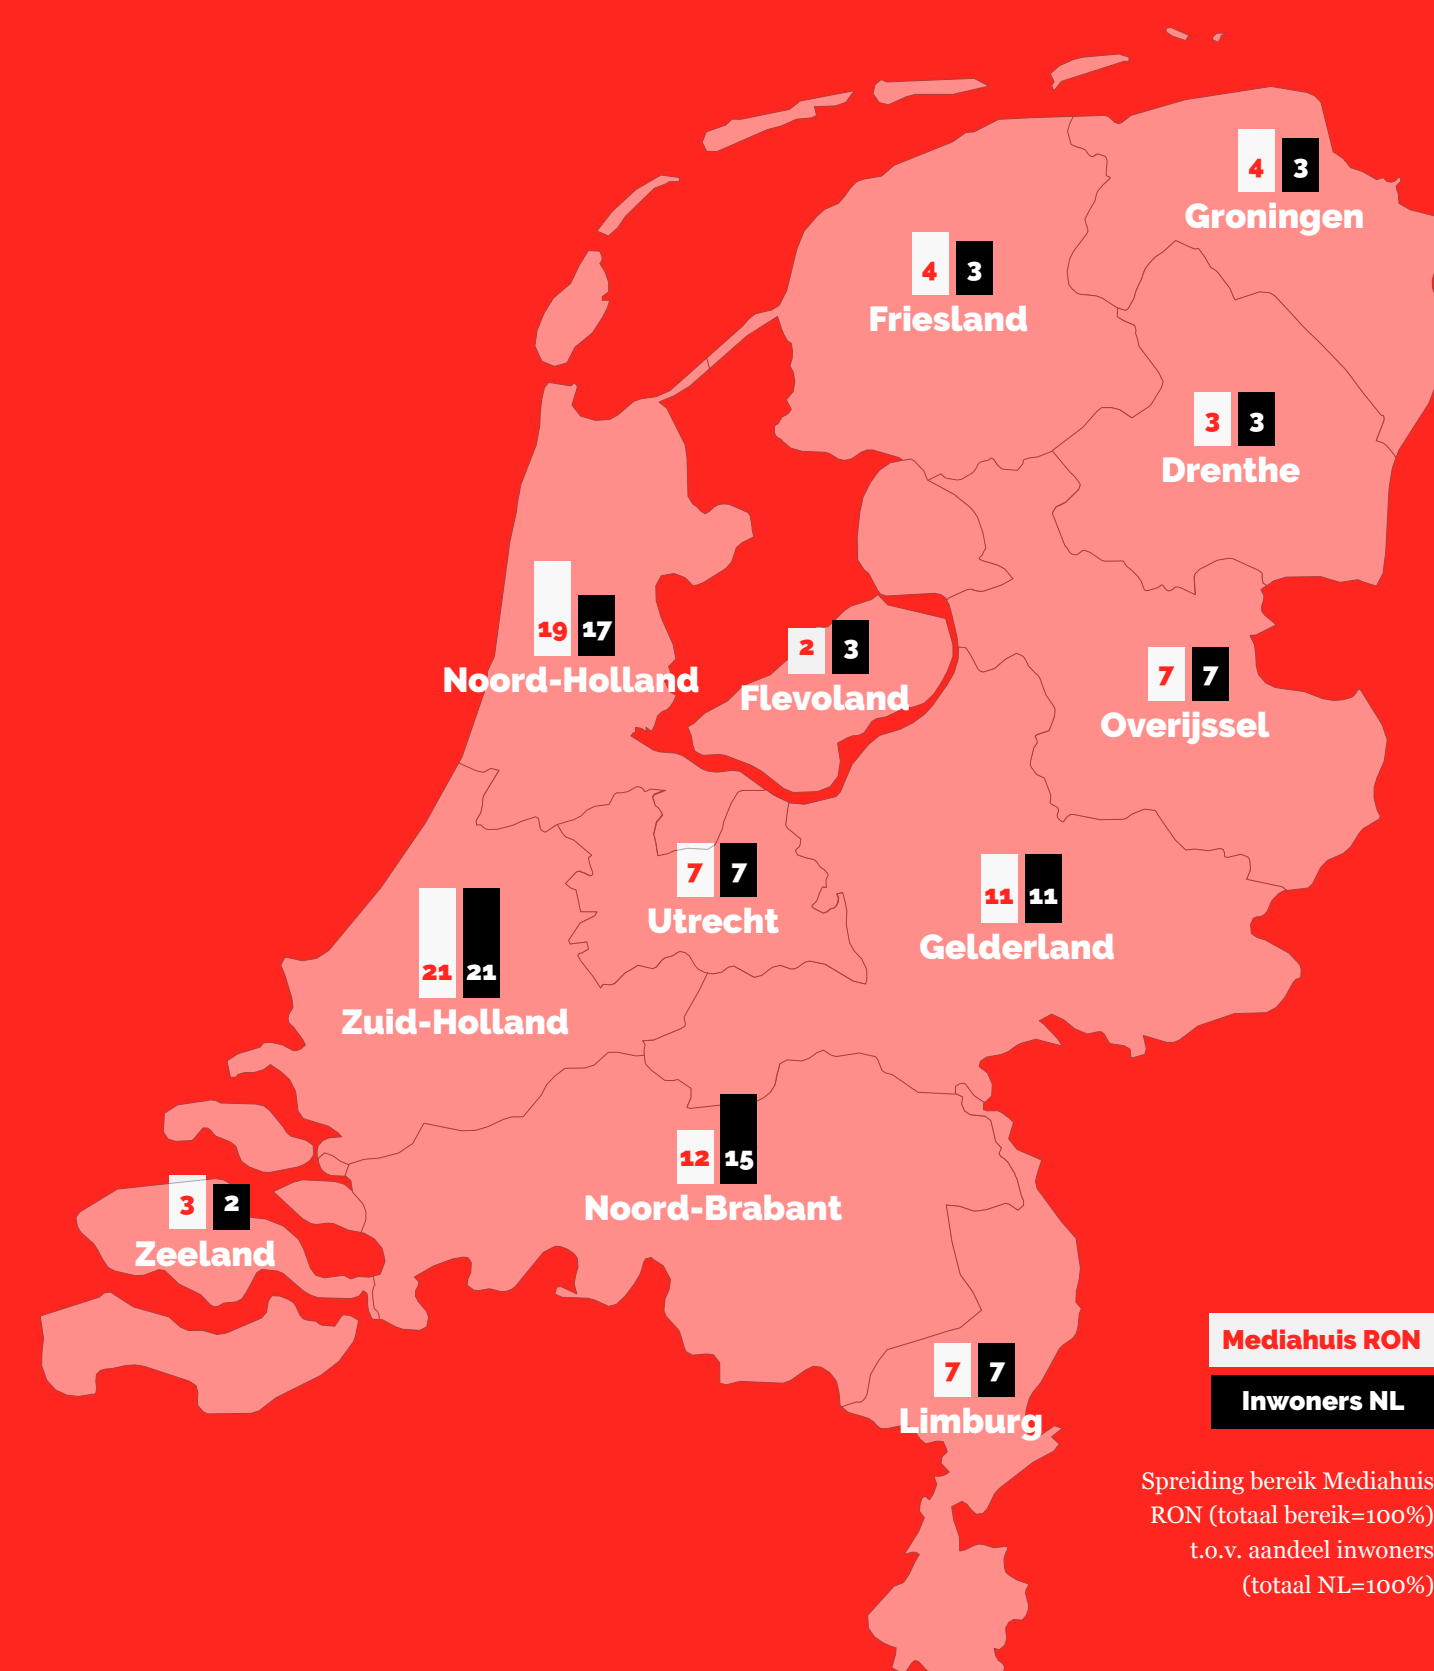 4 3
Groningen
4 3
Friesland
3 3
Drenthe
19 17
Noord-Holland
2 3
Flevoland
7 7
Overijssel
7 7
Utrecht
11 11
Gelderland
21 21
Zuid-Holland
12 15
Noord-Brabant
3 2
Zeeland
7 7
Limburg
Mediahuis RON
Inwoners NL
Spreiding bereik Mediahuis
RON (totaal bereik=100%)
t.o.v. aandeel inwoners
(totaal NL=100%)